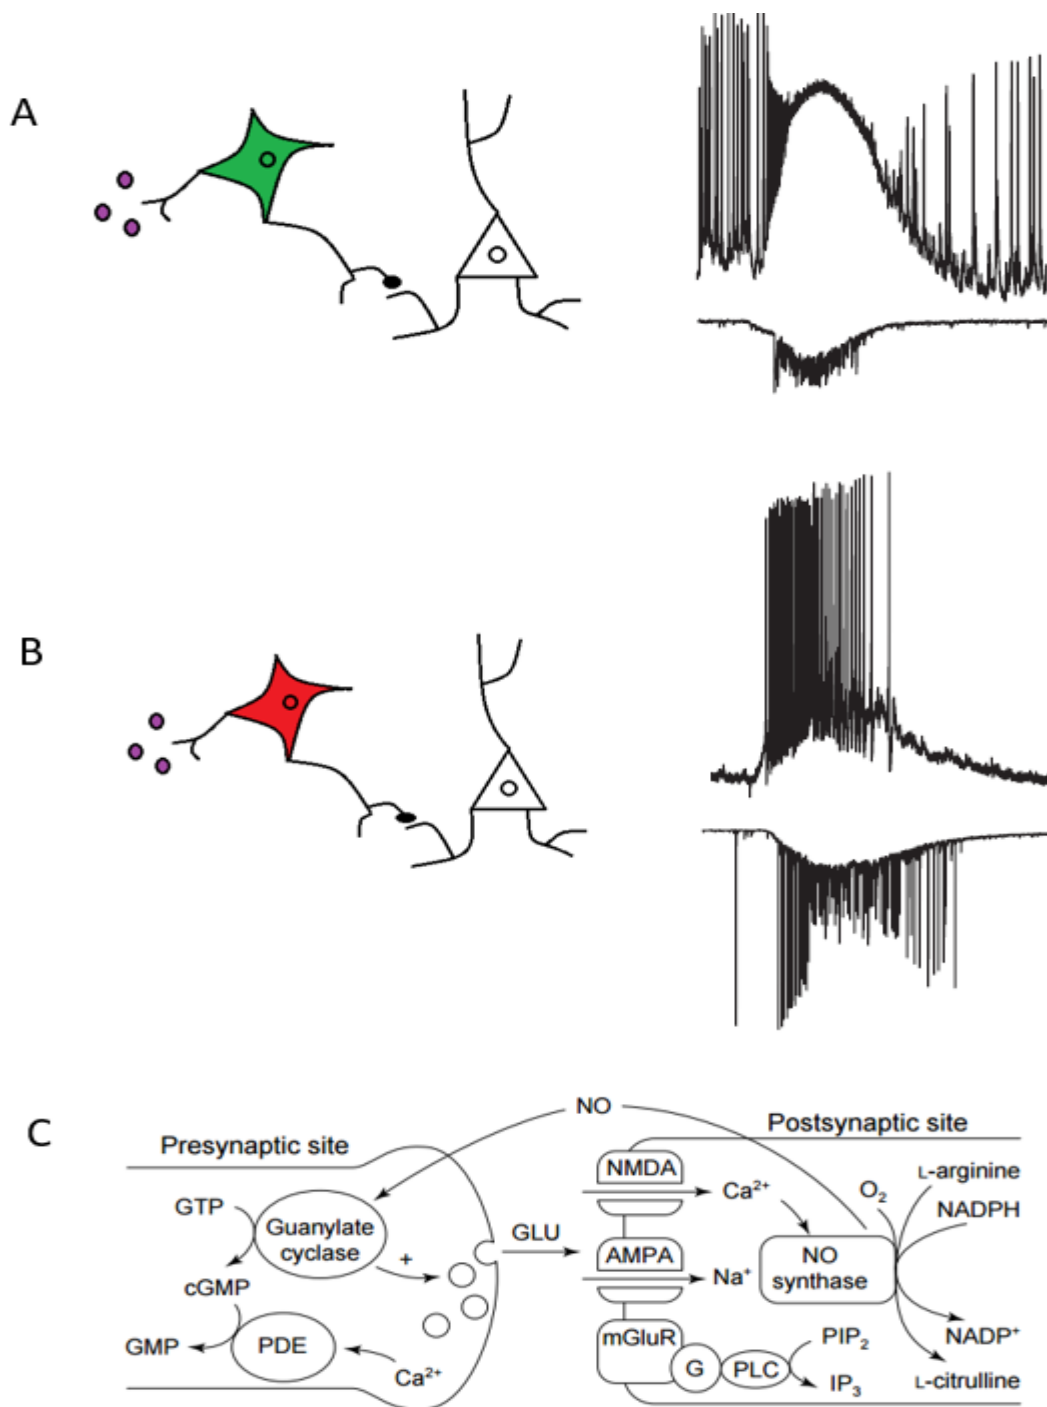 A
B
C
NO
Presynaptic site
Postsynaptic site
GTP
Guanylate
cyclase
+
cGMP
GMP
PDE
Ca²⁺
GLU
NMDA
Ca²⁺
AMPA
Na⁺
mGluR
G
PLC
PIP₂
IP₃
O₂
L-arginine
NADPH
NO
synthase
NADP⁺
L-citrulline